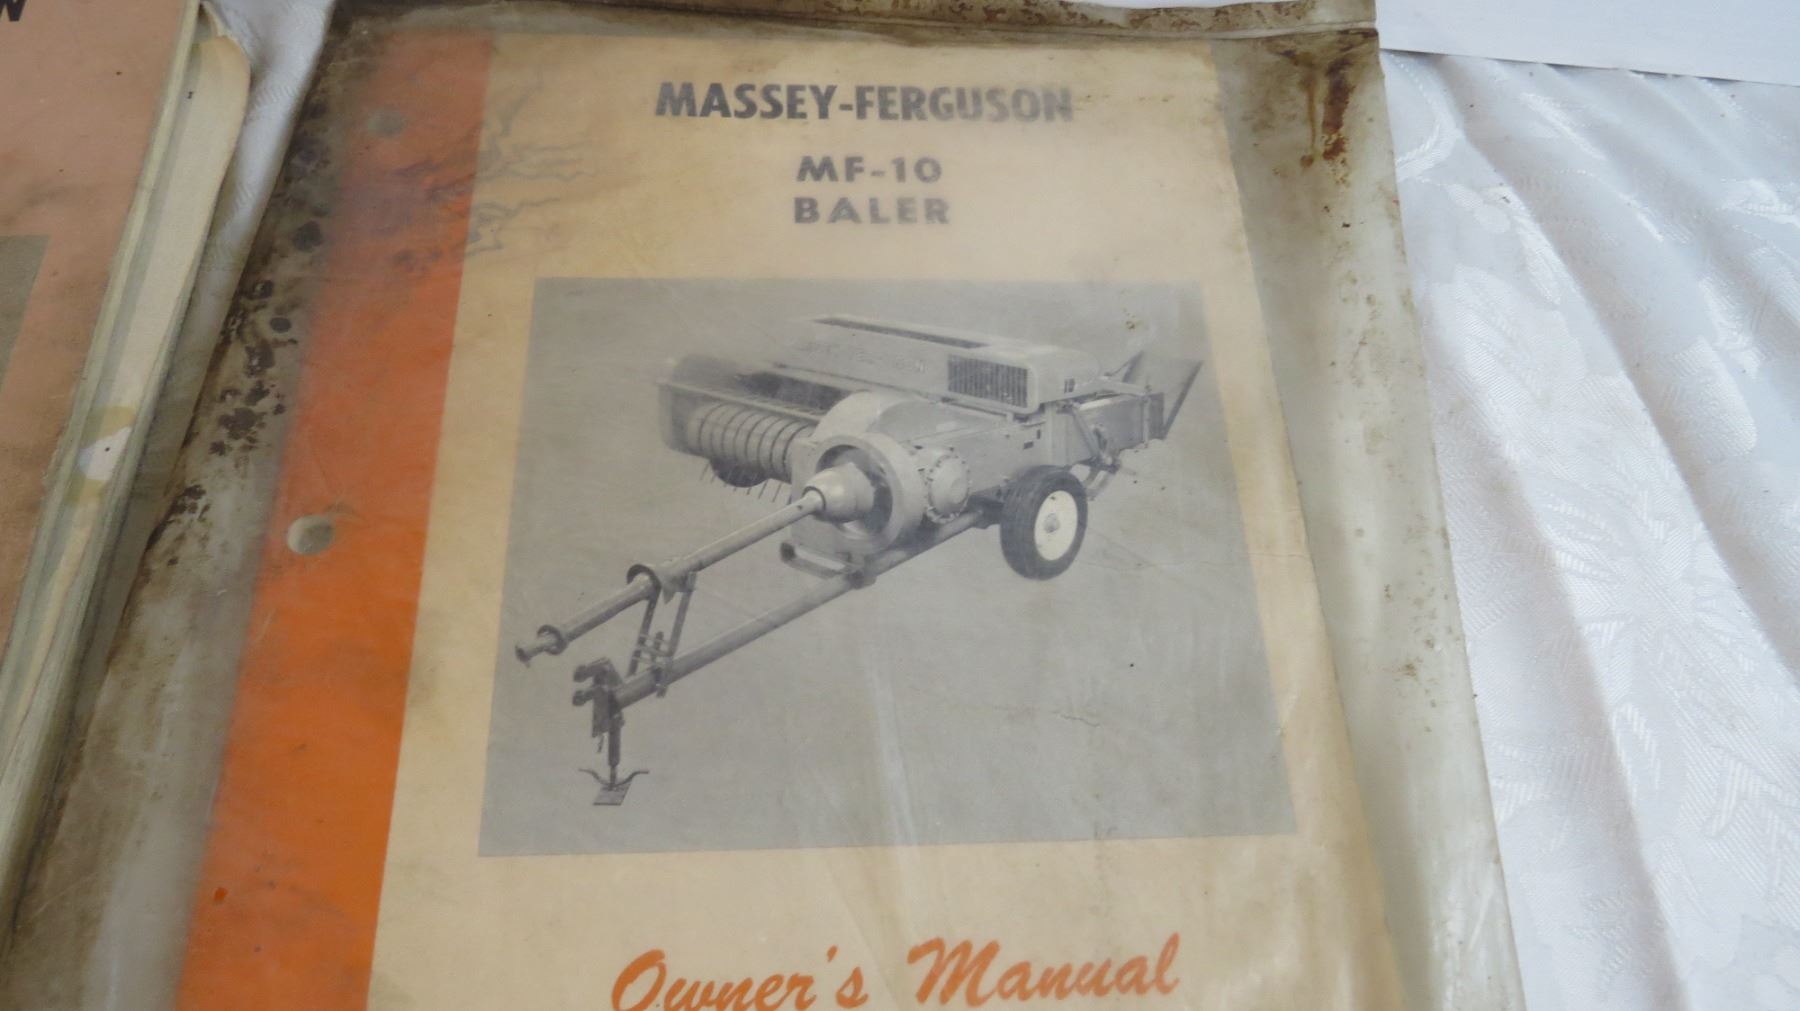 MASSEY-FERGUSON
MF-10
BALER
Owner's Manual